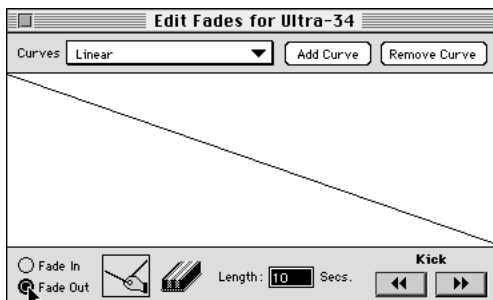 Edit Fades for Ultra-34
Curves Linear Add Curve Remove Curve
Kick
Fade In
Length: 10 Secs.
Fade Out